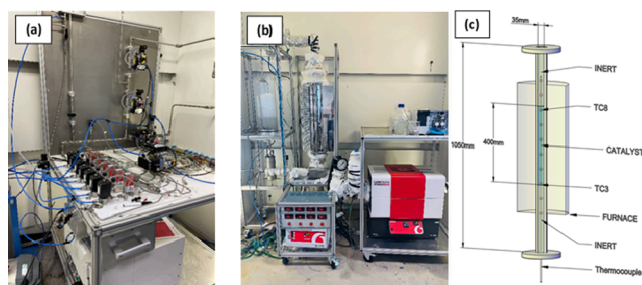 (a)
(b)
(c)
35mm
INERT
TC8
1050mm
400mm
CATALYST
TC3
FURNACE
INERT
Thermocouple